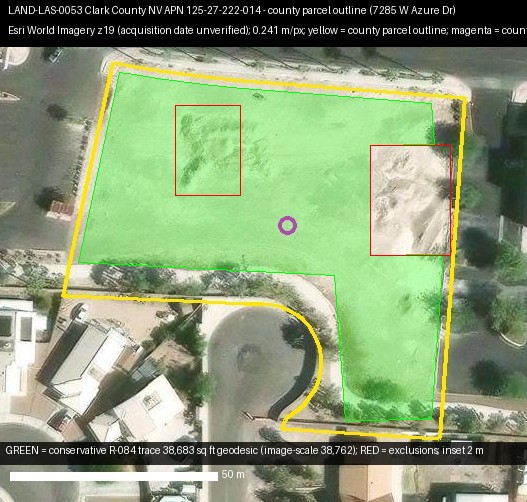 LAND-LAS-0053 Clark County NV APN 125-27-222-014 - county parcel outline (7285 W Azure Dr)
Esri World Imagery z19 (acquisition date unverified); 0.241 m/px; yellow = county parcel outline; magenta = coun
GREEN = conservative R-084 trace 38,683 sq ft geodesic (image-scale 38,762); RED = exclusions; inset 2 m
50 m